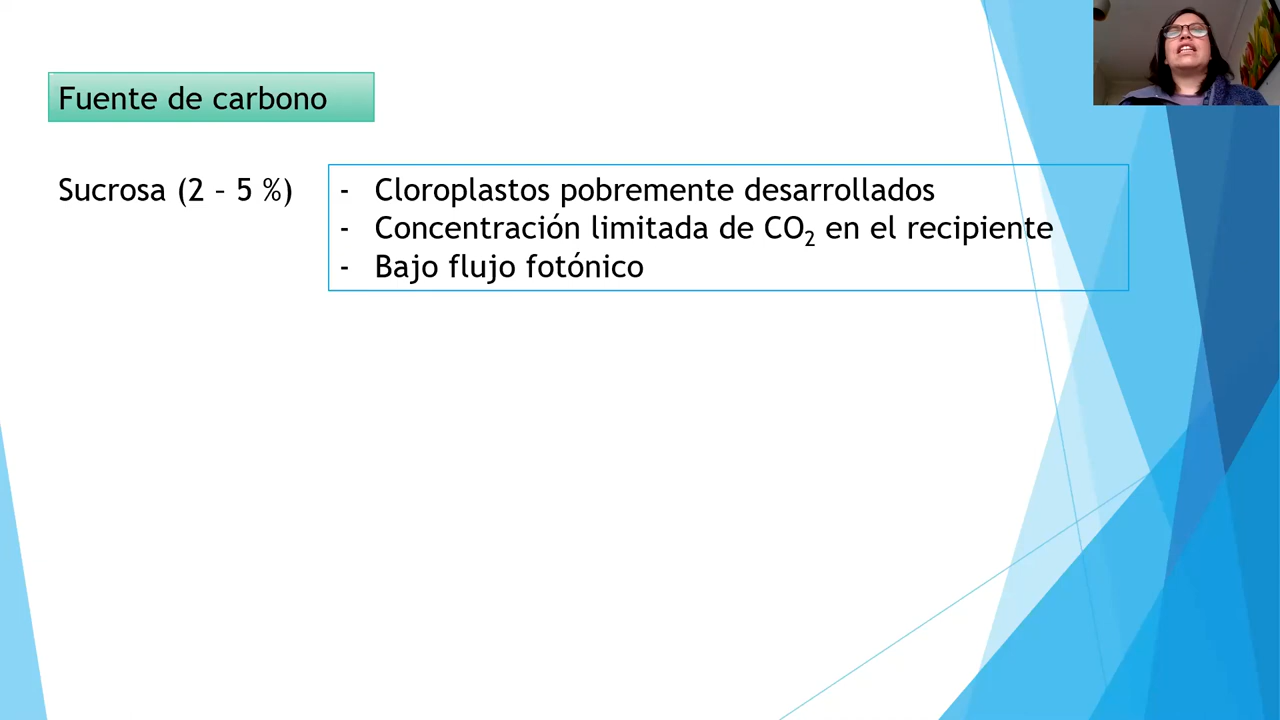 Fuente de carbono
Sucrosa (2 – 5 %)
- Cloroplastos pobremente desarrollados
- Concentración limitada de CO₂ en el recipiente
- Bajo flujo fotónico